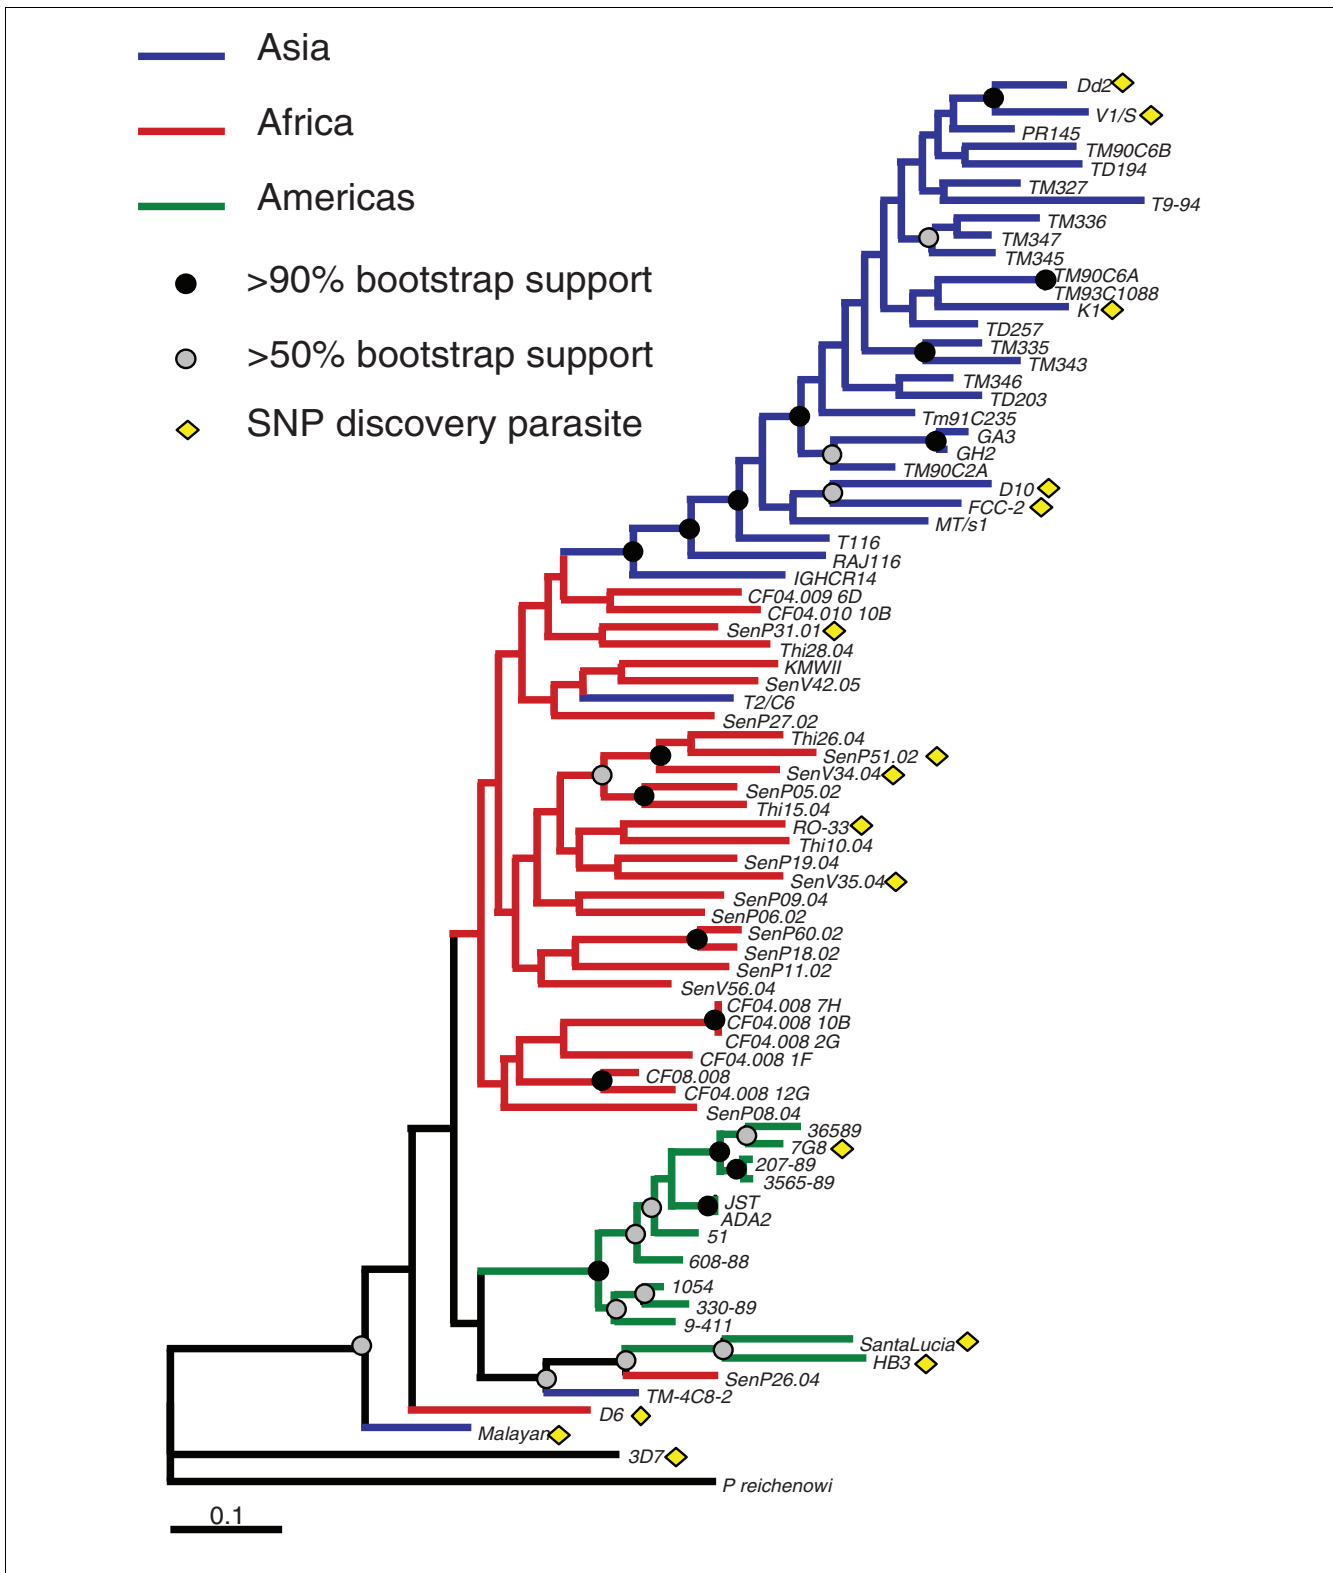 Asia
Africa
Americas
>90% bootstrap support
>50% bootstrap support
SNP discovery parasite
Dd2
V1/S
PR145
TM90C6B
TD194
TM327
T9-94
TM336
TM347
TM345
TM90C6A
TM93C1088
K1
TD257
TM335
TM343
TM346
TD203
Tm91C235
GA3
GH2
TM90C2A
D10
FCC-2
MT/s1
T116
RAJ116
IGHCR14
CF04.009 6D
CF04.010 10B
SenP31.01
Thi28.04
KMWII
SenV42.05
T2/C6
SenP27.02
Thi26.04
SenP51.02
SenV34.04
SenP05.02
Thi15.04
RO-33
Thi10.04
SenP19.04
SenV35.04
SenP09.04
SenP06.02
SenP60.02
SenP18.02
SenP11.02
SenV56.04
CF04.008 7H
CF04.008 10B
CF04.008 2G
CF04.008 1F
CF08.008
CF04.008 12G
SenP08.04
36589
7G8
207-89
3565-89
JST
ADA2
51
608-88
1054
330-89
9-411
SantaLucia
HB3
SenP26.04
TM-4C8-2
D6
Malayan
3D7
P reichenowi
0.1